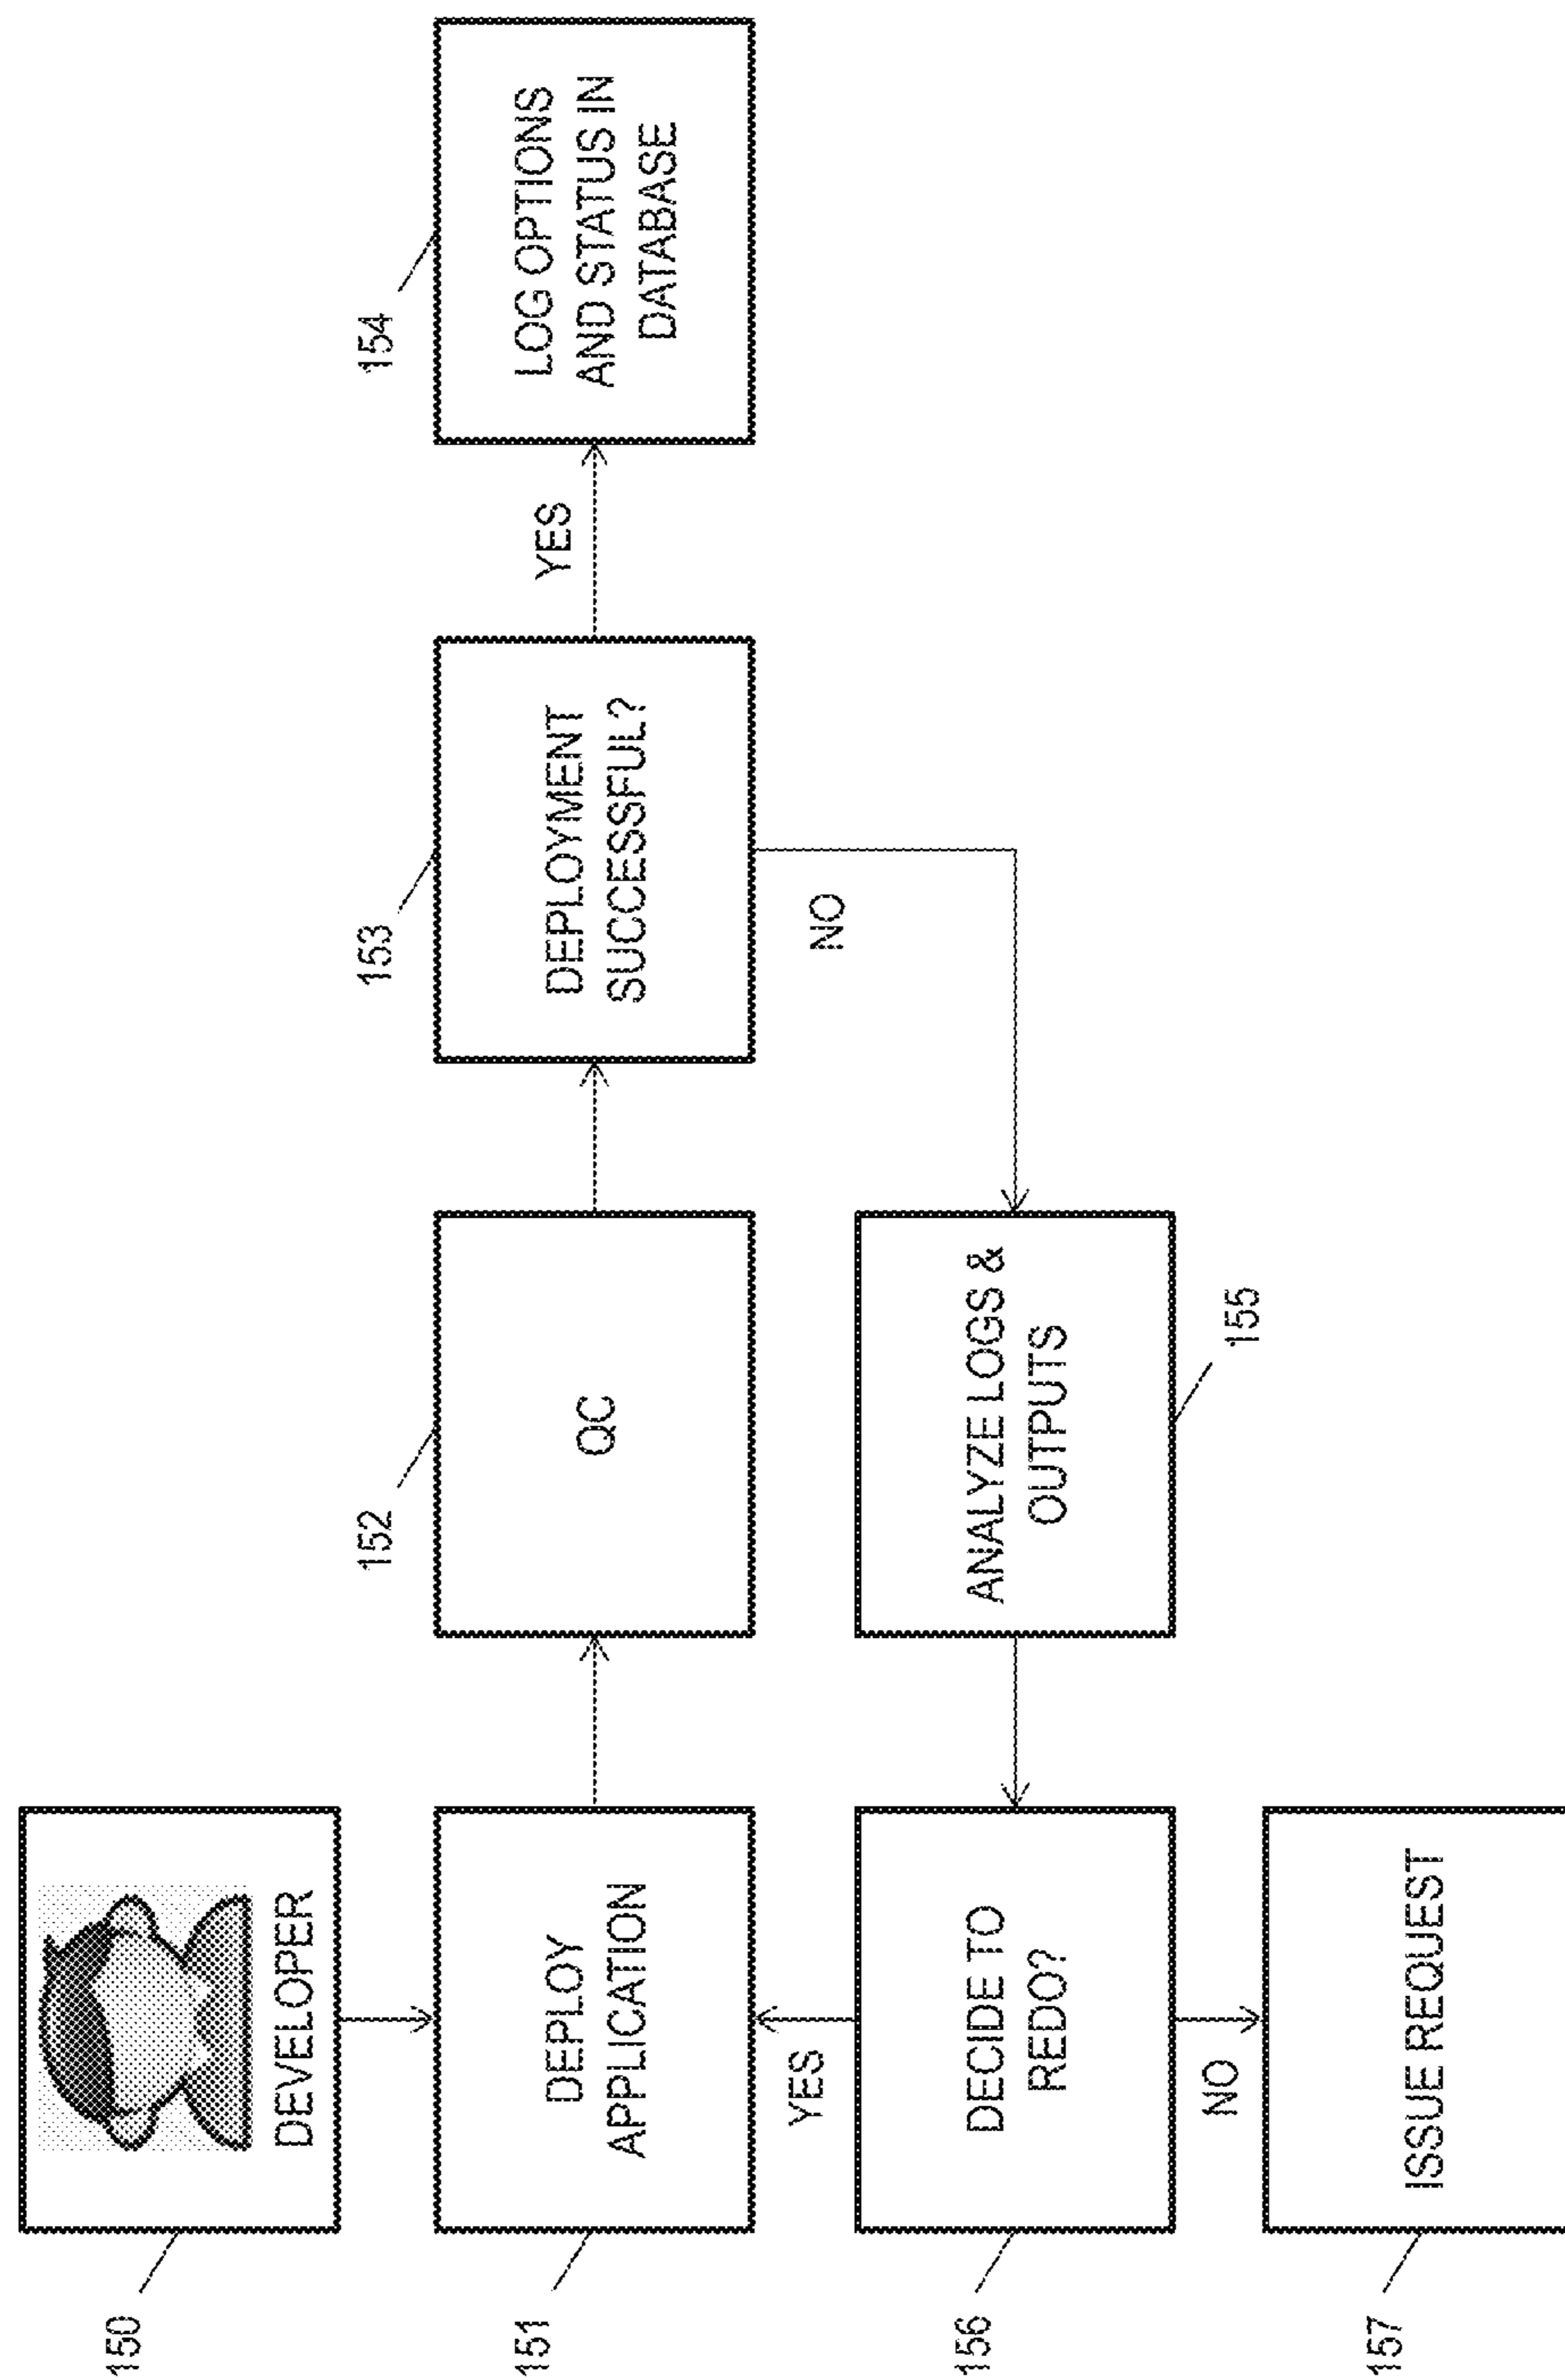 150
DEVELOPER
151
DEPLOY
APPLICATION
152
QC
153
DEPLOYMENT
SUCCESSFUL?
YES
154
LOG OPTIONS
AND STATUS IN
DATABASE
NO
155
ANALYZE LOGS &
OUTPUTS
156
DECIDE TO
REDO?
YES
NO
157
ISSUE REQUEST